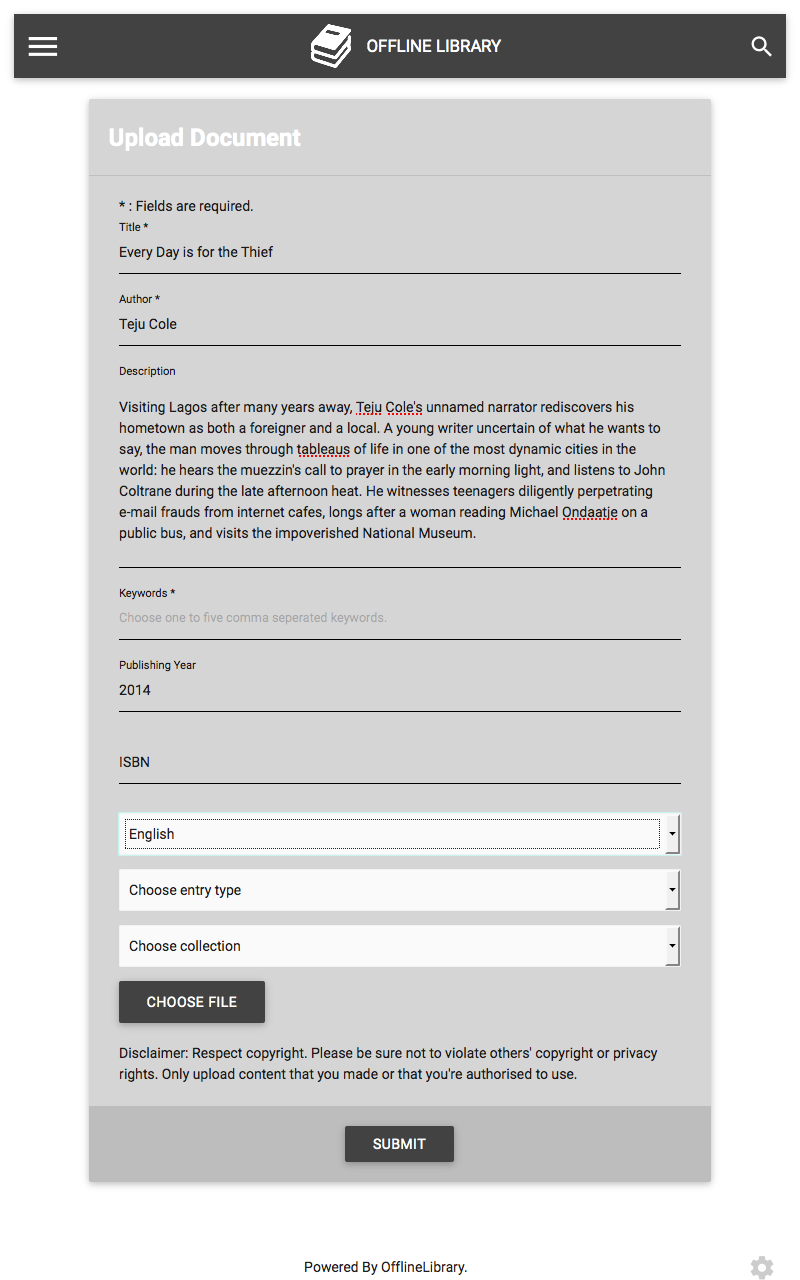 OFFLINE LIBRARY
Upload Document
* : Fields are required.
Title *
Every Day is for the Thief
Author *
Teju Cole
Description
Visiting Lagos after many years away, Teju Cole's unnamed narrator rediscovers his
hometown as both a foreigner and a local. A young writer uncertain of what he wants to
say, the man moves through tableaus of life in one of the most dynamic cities in the
world: he hears the muezzin's call to prayer in the early morning light, and listens to John
Coltrane during the late afternoon heat. He witnesses teenagers diligently perpetrating
e-mail frauds from internet cafes, longs after a woman reading Michael Ondaatje on a
public bus, and visits the impoverished National Museum.
Keywords *
Choose one to five comma seperated keywords.
Publishing Year
2014
ISBN
English
Choose entry type
Choose collection
CHOOSE FILE
Disclaimer: Respect copyright. Please be sure not to violate others' copyright or privacy
rights. Only upload content that you made or that you're authorised to use.
SUBMIT
Powered By OfflineLibrary.